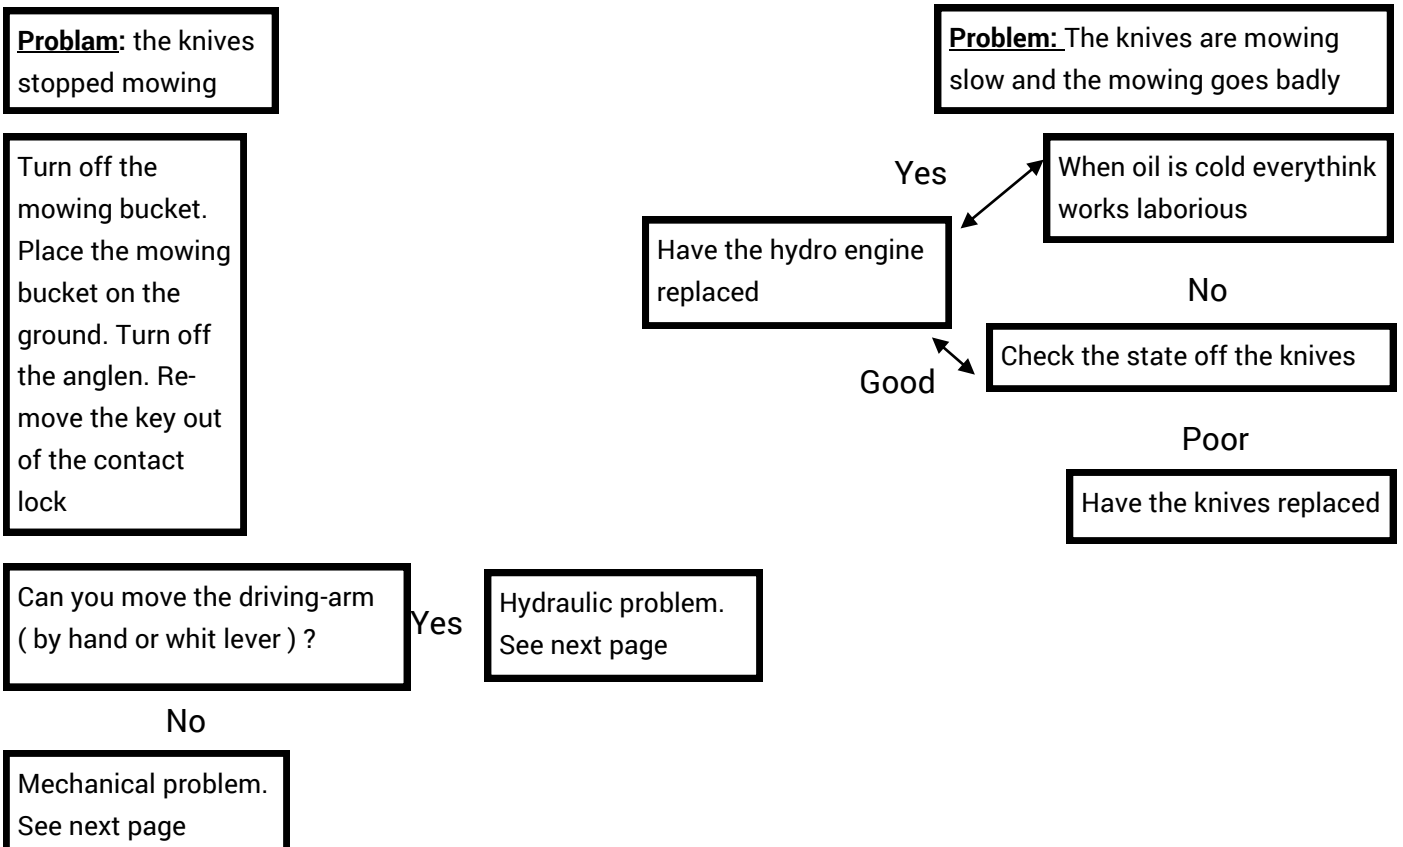 Problam: the knives
stopped mowing
Turn off the
mowing bucket.
Place the mowing
bucket on the
ground. Turn off
the anglen. Re-
move the key out
of the contact
lock
Can you move the driving-arm
( by hand or whit lever ) ?
Yes
Hydraulic problem.
See next page
No
Mechanical problem.
See next page
Problem: The knives are mowing
slow and the mowing goes badly
When oil is cold everythink
works laborious
Yes
Have the hydro engine
replaced
No
Check the state off the knives
Good
Poor
Have the knives replaced